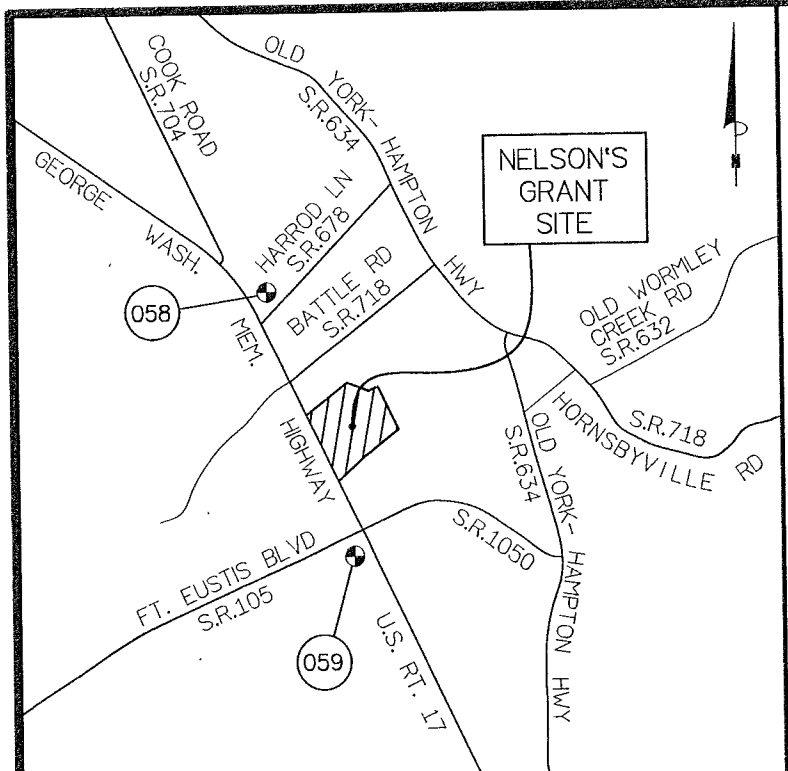 COOK ROAD
S.R.704
OLD YORK- HAMPTON HWY
S.R.634
GEORGE WASH. MEM. HIGHWAY
HARROD LN
S.R.678
BATTLE RD
S.R.718
NELSON'S
GRANT
SITE
N
058
OLD WORMLEY
CREEK RD
S.R.632
S.R.718
HORNSBYVILLE RD
OLD YORK- HAMPTON HWY
S.R.634
S.R.1050
FT. EUSTIS BLVD
S.R.105
059
U.S. RT. 17